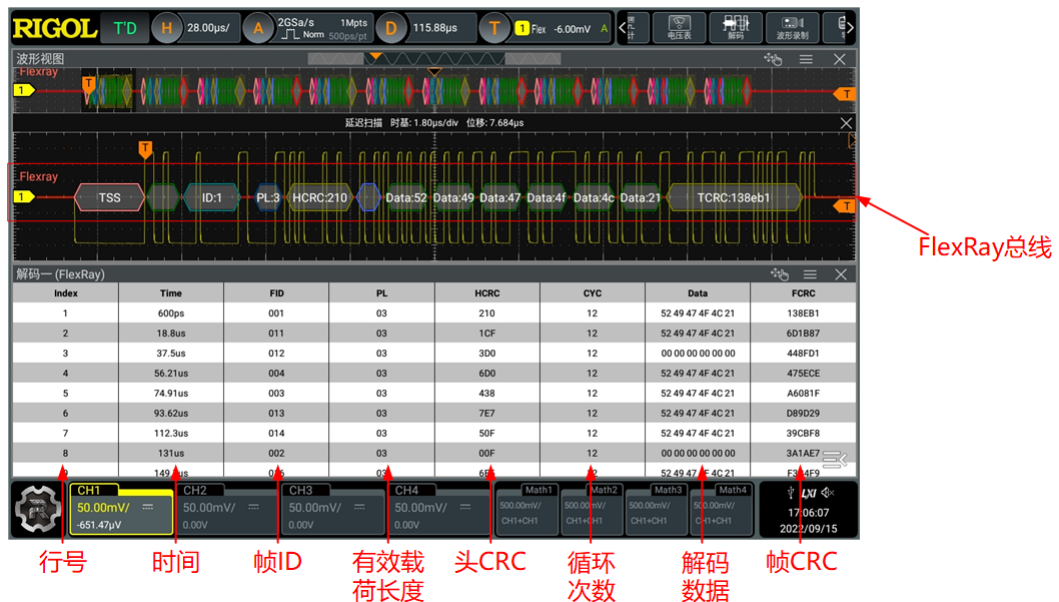 RIGOL T'D H 28.00μs/ A 2GSa/s 1Mpts Norm 500ps/pt D 115.88μs T 1 Flex -6.00mV A 电压表 解码 波形录制
波形视图
Flexray
T
1
T
延迟扫描 时基: 1.80μs/div 位移: 7.684μs
T
Flexray
1 TSS ID:1 PL:3 HCRC:210 Data:52 Data:49 Data:47 Data:4f Data:4c Data:21 TCRC:138eb1
T
FlexRay总线
解码一 (FlexRay)
Index Time FID PL HCRC CYC Data FCRC
1 600ps 001 03 210 12 52 49 47 4F 4C 21 138EB1
2 18.8us 011 03 1CF 12 52 49 47 4F 4C 21 6D1B87
3 37.5us 012 03 3D0 12 00 00 00 00 00 00 448FD1
4 56.21us 004 03 6D0 12 52 49 47 4F 4C 21 475ECE
5 74.91us 003 03 438 12 52 49 47 4F 4C 21 A6081F
6 93.62us 013 03 7E7 12 52 49 47 4F 4C 21 D89D29
7 112.3us 014 03 50F 12 52 49 47 4F 4C 21 39CBF8
8 131us 002 03 00F 12 00 00 00 00 00 00 3A1AE7
CH1 CH2 CH3 CH4 Math1 Math2 Math3 Math4
50.00mV/ 50.00mV/ 50.00mV/ 50.00mV/ 500.00mV/ 500.00mV/ 500.00mV/ 500.00mV/
-651.47μV 0.00V 0.00V 0.00V CH1+CH1 CH1+CH1 CH1+CH1 CH1+CH1
LXI
17:06:07
2022/09/15
行号 时间 帧ID 有效载 头CRC 循环 解码 帧CRC
荷长度 次数 数据